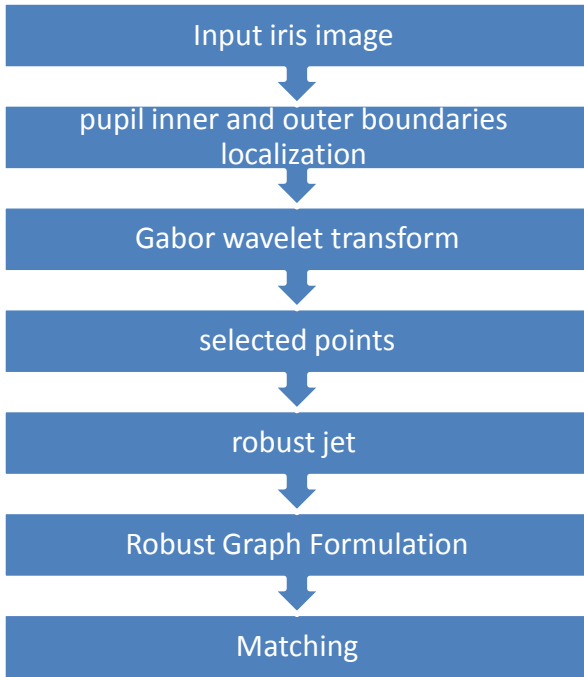 Input iris image
pupil inner and outer boundaries
localization
Gabor wavelet transform
selected points
robust jet
Robust Graph Formulation
Matching